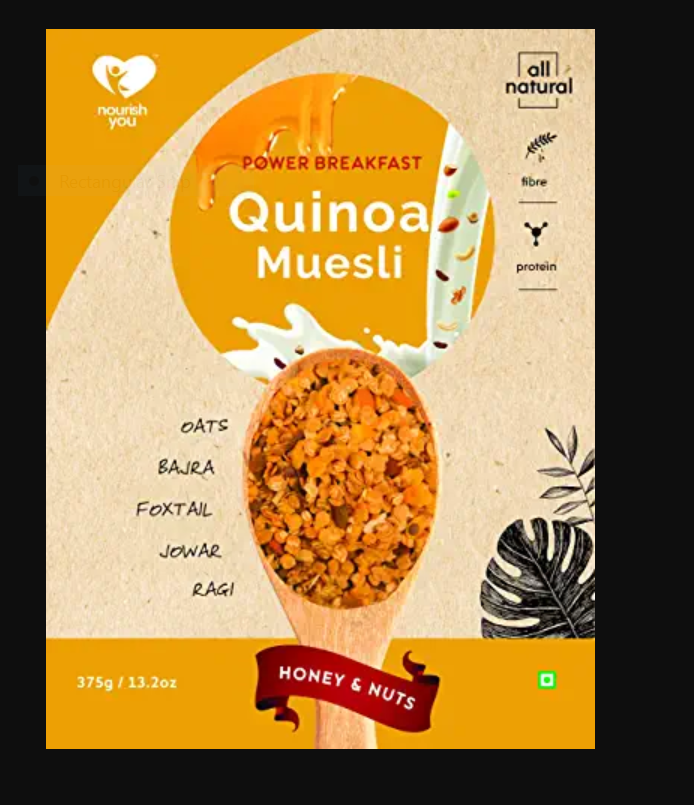 nourish
you
all
natural
fibre
protein
POWER BREAKFAST
Quinoa
Muesli
OATS
BAJRA
FOXTAIL
JOWAR
RAGI
375g / 13.2oz
HONEY & NUTS